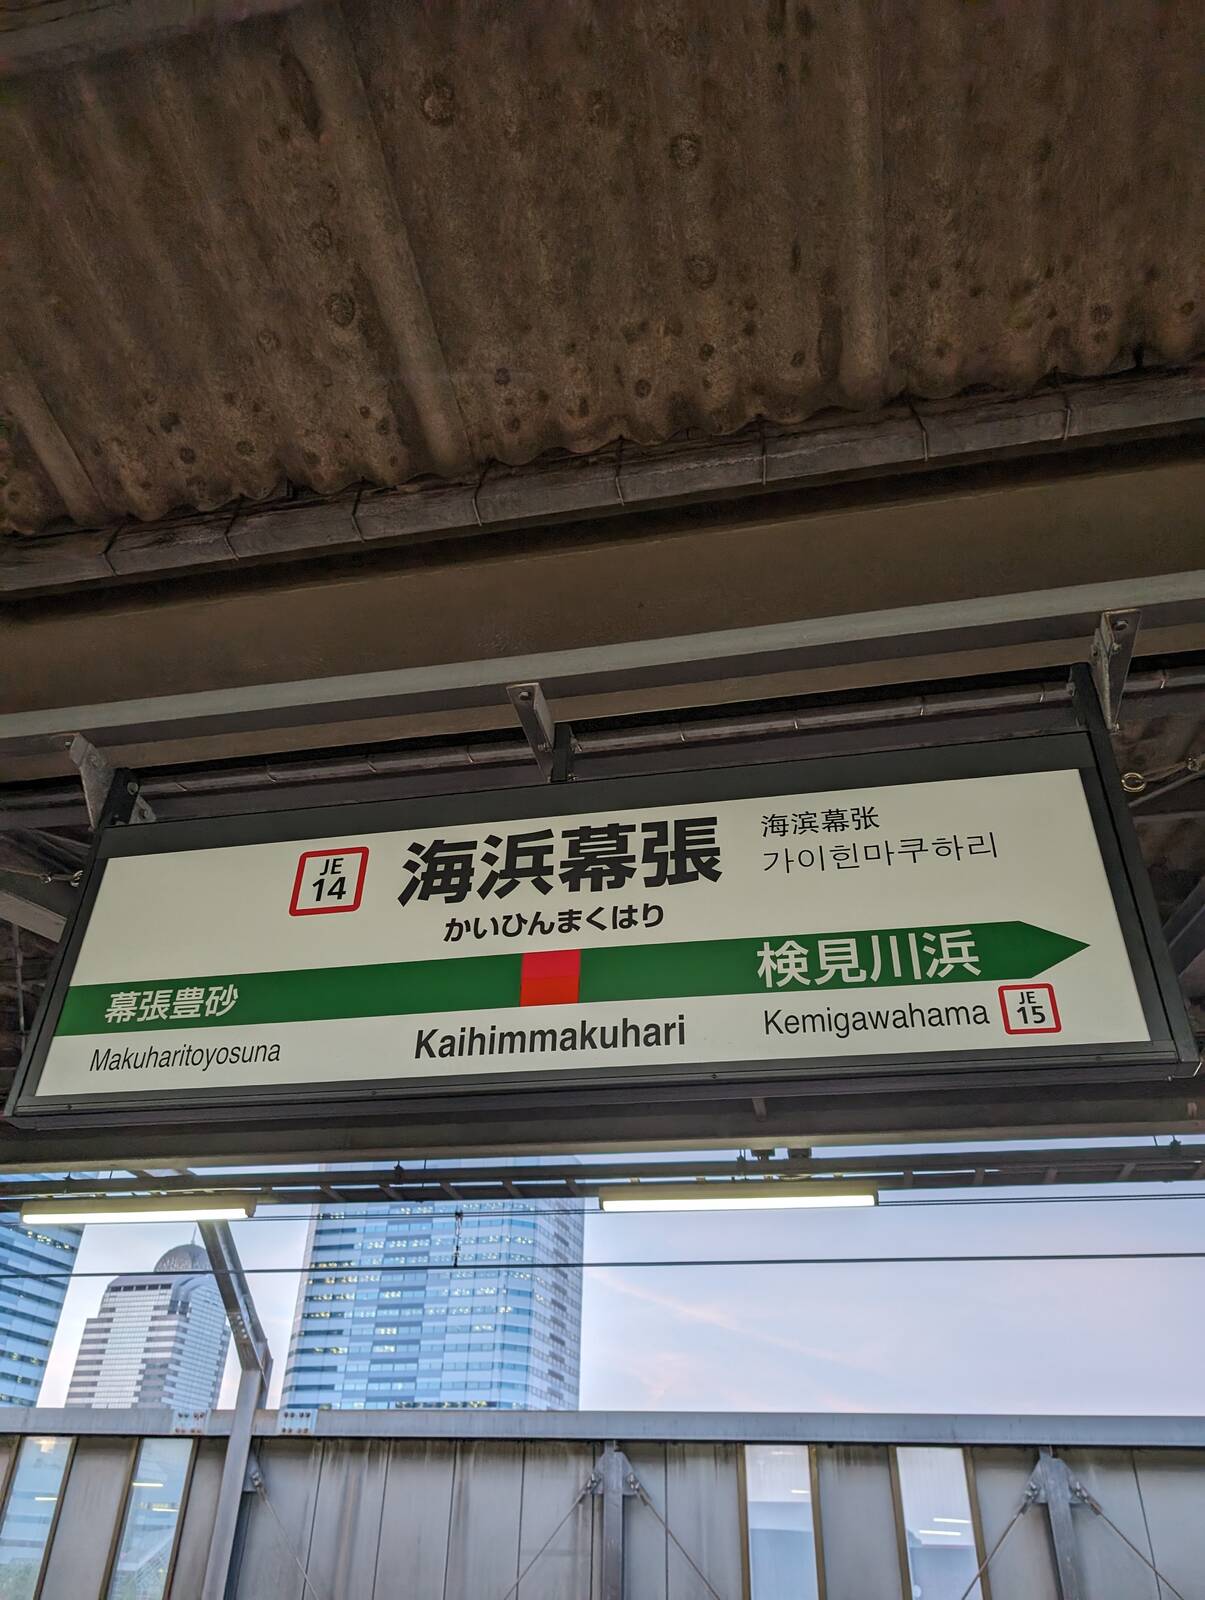 JE
14
海浜幕張
かいひんまくはり
海滨幕张
가이힌마쿠하리
幕張豊砂
検見川浜
Makuharitoyosuna
Kaihimmakuhari
Kemigawahama
JE
15